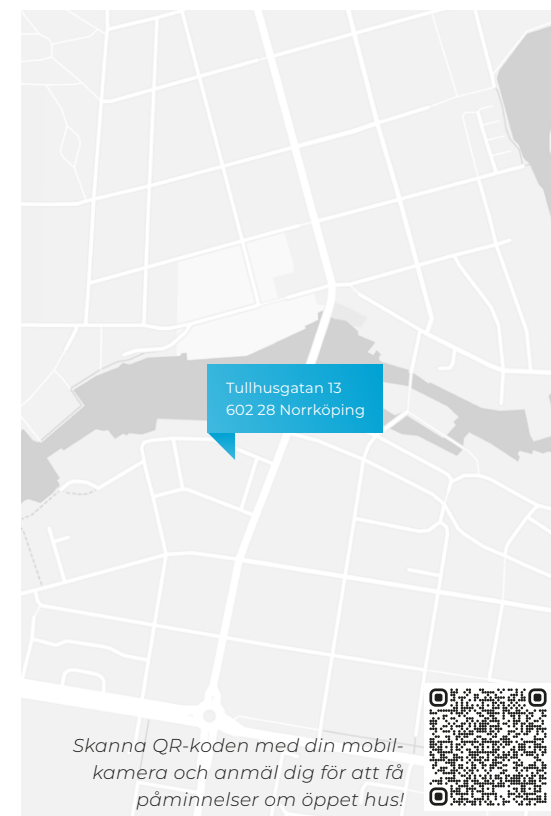 Tullhusgatan 13
602 28 Norrköping
Skanna QR-koden med din mobil-
kamera och anmäl dig för att få
påminnelser om öppet hus!